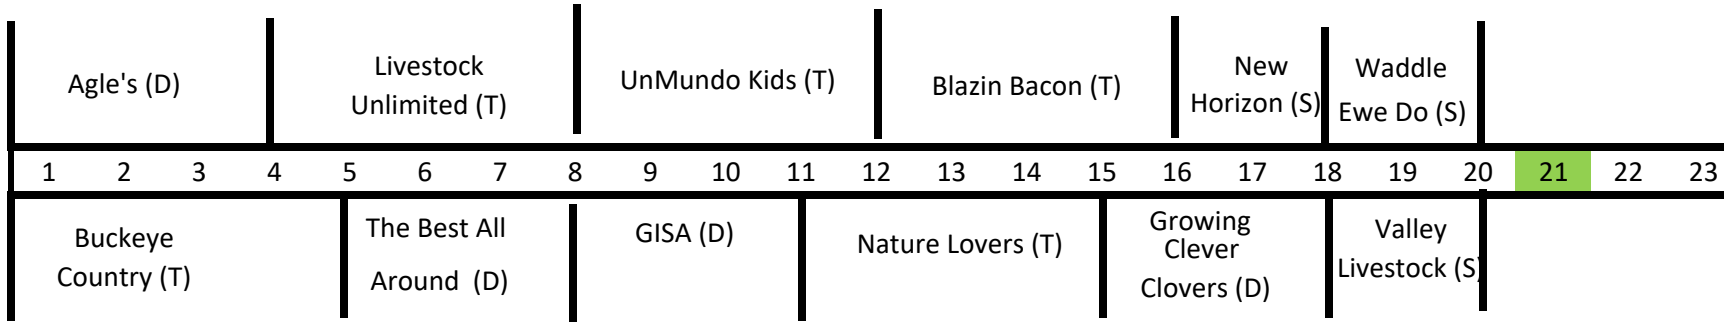 Agle's (D)
Livestock
Unlimited (T)
UnMundo Kids (T)
Blazin Bacon (T)
New
Horizon (S)
Waddle
Ewe Do (S)
1 2 3 4 5 6 7 8 9 10 11 12 13 14 15 16 17 18 19 20 21 22 23
Buckeye
Country (T)
The Best All
Around (D)
GISA (D)
Nature Lovers (T)
Growing
Clever
Clovers (D)
Valley
Livestock (S)